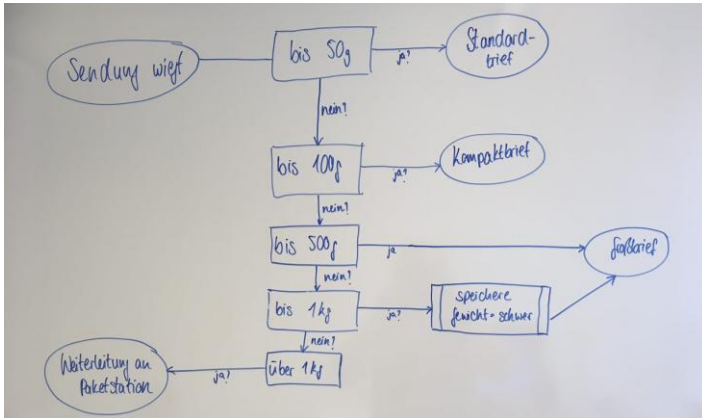 Sendung wiegt
bis 50g
ja?
Standard-
brief
nein?
bis 100g
ja?
Kompaktbrief
nein?
bis 500g
ja
Großbrief
nein?
bis 1kg
ja?
speichere
Gewicht=schwer
nein?
über 1kg
ja?
Weiterleitung an
Paketstation